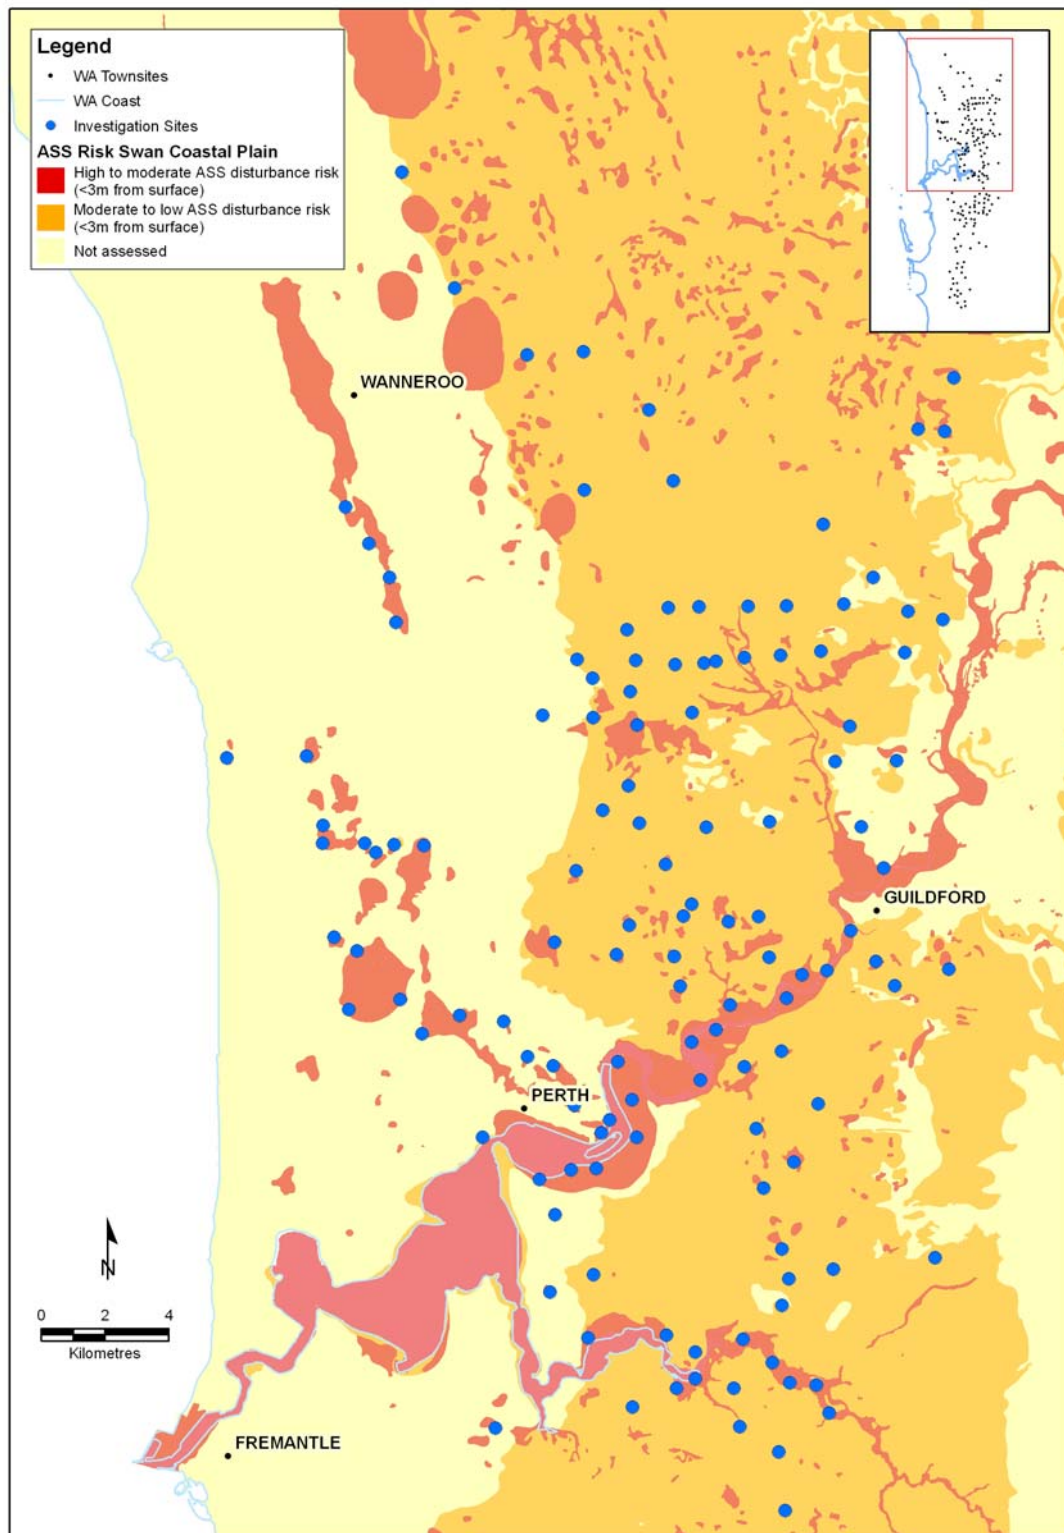 Legend
WA Townsites
WA Coast
Investigation Sites
ASS Risk Swan Coastal Plain
High to moderate ASS disturbance risk
(<3m from surface)
Moderate to low ASS disturbance risk
(<3m from surface)
Not assessed
WANNEROO
GUILDFORD
PERTH
N
0 2 4
Kilometres
FREMANTLE